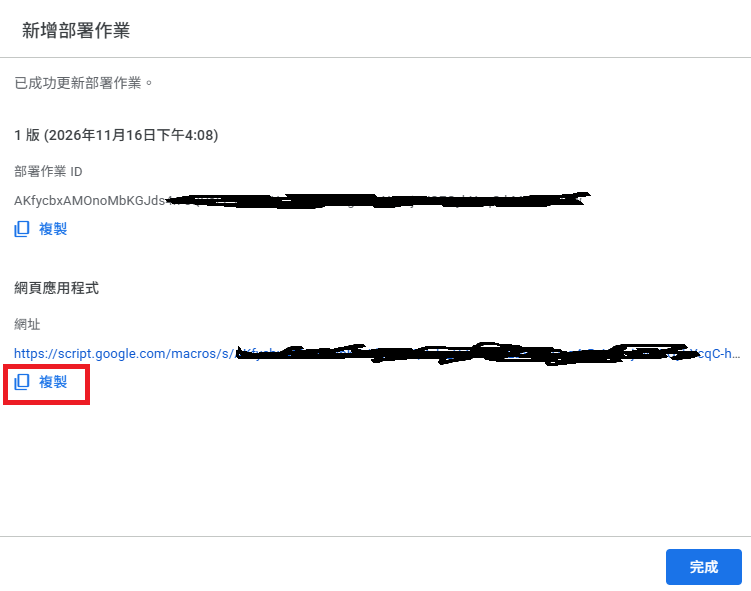 新增部署作業
已成功更新部署作業。
1 版 (2026年11月16日下午4:08)
部署作業 ID
AKfycbxAMOnoMbKGJds
複製
網頁應用程式
網址
https://script.google.com/macros/s/
cqC-h...
複製
完成